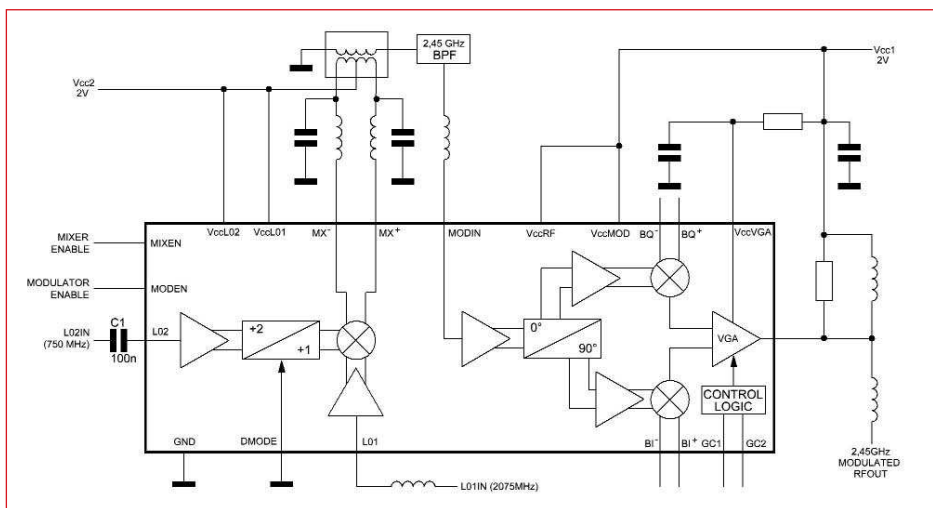 2,45 GHz
BPF
Vcc1
2V
Vcc2
2V
VccL02
VccL01
MX-
MX+
MODIN
VccRF
VccMOD
BQ-
BQ+
VccVGA
MIXER
ENABLE
MIXEN
MODULATOR
ENABLE
MODEN
C1
L02IN
(750 MHz)
100n
L02
+2
+1
0°
90°
VGA
CONTROL
LOGIC
GND
DMODE
L01
BI-
BI+
GC1
GC2
L01IN (2075MHz)
2,45GHz
MODULATED
RFOUT